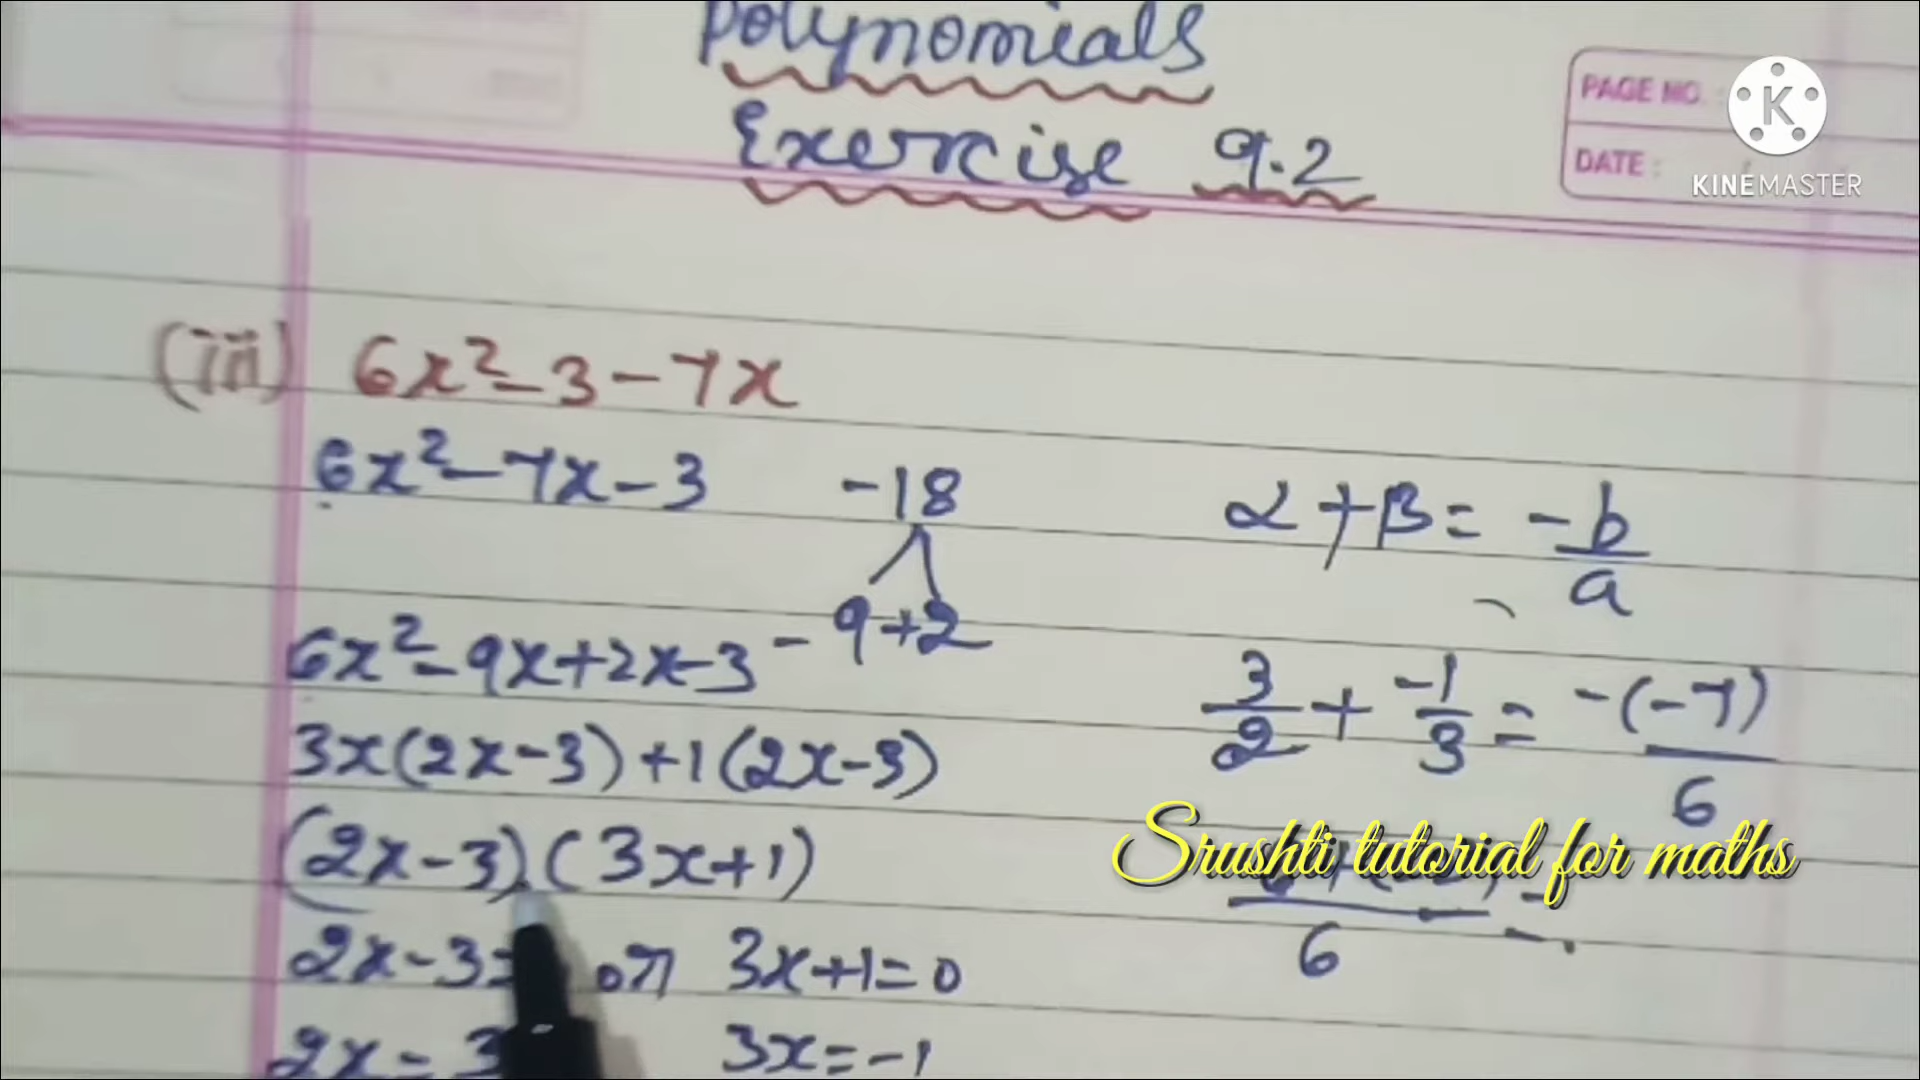 Polynomials
Exercise 9.2
PAGE NO. :
DATE :
K
KINEMASTER
(iii) 6x²-3-7x
6x²-7x-3
-18
-9+2
6x²-9x+2x-3
3x(2x-3)+1(2x-3)
(2x-3)(3x+1)
2x-3= or 3x+1=0
2x=3 3x=-1
α+β= -b/a
3/2 + -1/3 = -(-7)/6
Srushti tutorial for maths
6